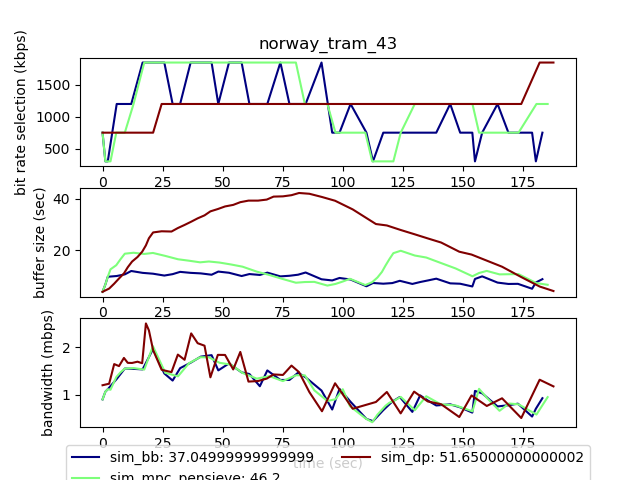 norway_tram_43
bit rate selection (kbps)
1500
1000
500
0 25 50 75 100 125 150 175
buffer size (sec)
40
20
0 25 50 75 100 125 150 175
bandwidth (mbps)
2
1
0 25 50 75 100 125 150 175
time (sec)
sim_bb: 37.04999999999999 sim_dp: 51.65000000000002
sim_mpc_pensieve: 46.2